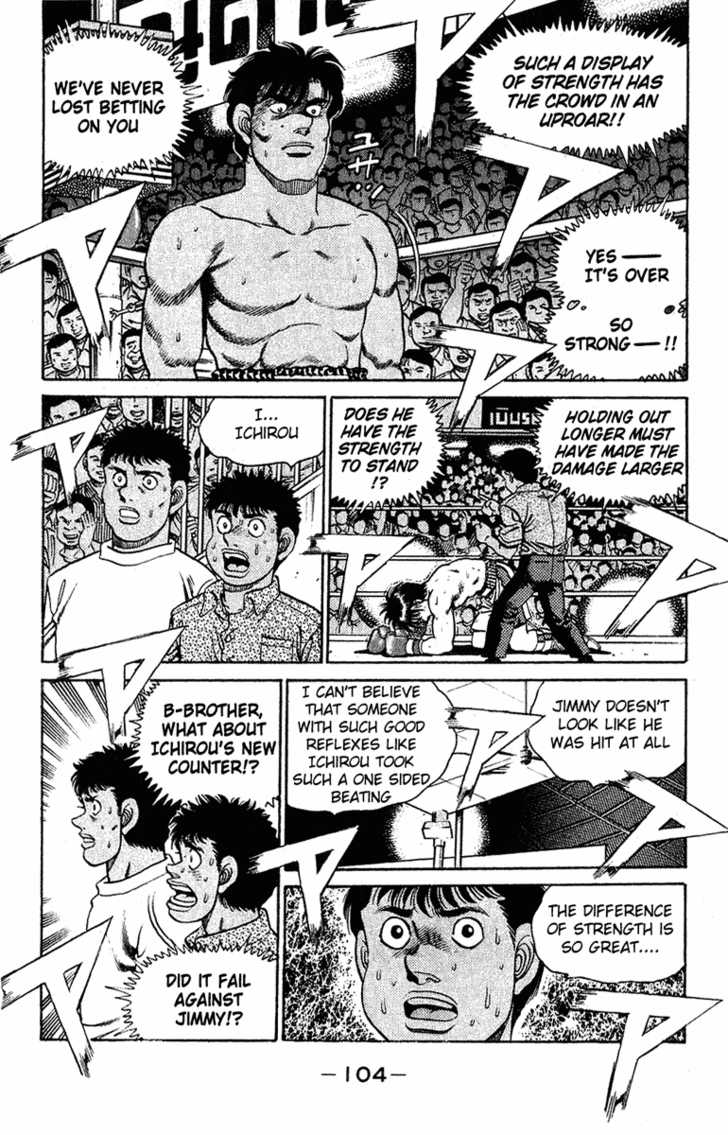 SUCH A DISPLAY
OF STRENGTH HAS
THE CROWD IN AN
UPROAR!!
WE'VE NEVER
LOST BETTING
ON YOU
ユサ…
YES —
IT'S OVER
SO
STRONG —!!
HOLDING OUT
LONGER MUST
HAVE MADE THE
DAMAGE LARGER
DOES HE
HAVE THE
STRENGTH
TO STAND
!?
I...
ICHIROU
JIMMY DOESN'T
LOOK LIKE HE
WAS HIT AT ALL
I CAN'T BELIEVE
THAT SOMEONE
WITH SUCH GOOD
REFLEXES LIKE
ICHIROU TOOK
SUCH A ONE SIDED
BEATING
B-BROTHER,
WHAT ABOUT
ICHIROU'S NEW
COUNTER!?
DID IT FAIL
AGAINST
JIMMY!?
THE DIFFERENCE
OF STRENGTH IS
SO GREAT....
- 104 -